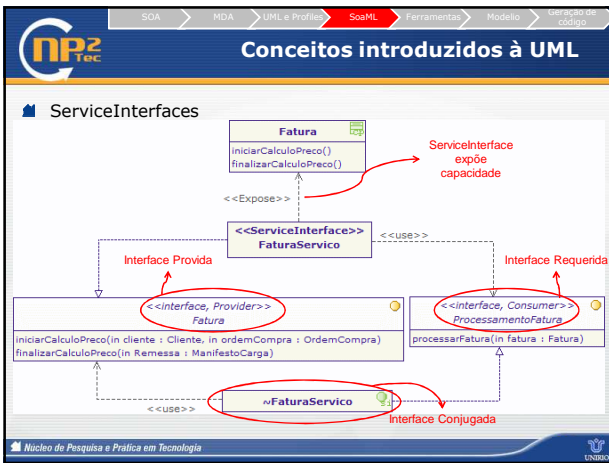 SOA
MDA
UML e Profiles
SoaML
Ferramentas
Modelio
Geração de
código
NP2
TEC
Conceitos introduzidos à UML
ServiceInterfaces
Fatura
iniciarCalculoPreco()
finalizarCalculoPreco()
ServiceInterface
expõe
capacidade
<<Expose>>
<<ServiceInterface>>
FaturaServico
<<use>>
Interface Provida
Interface Requerida
<<interface, Provider>>
Fatura
iniciarCalculoPreco(in cliente : Cliente, in ordemCompra : OrdemCompra)
finalizarCalculoPreco(in Remessa : ManifestoCarga)
<<interface, Consumer>>
ProcessamentoFatura
processarFatura(in fatura : Fatura)
<<use>>
~FaturaServico
Interface Conjugada
Núcleo de Pesquisa e Prática em Tecnologia
UNIRIO